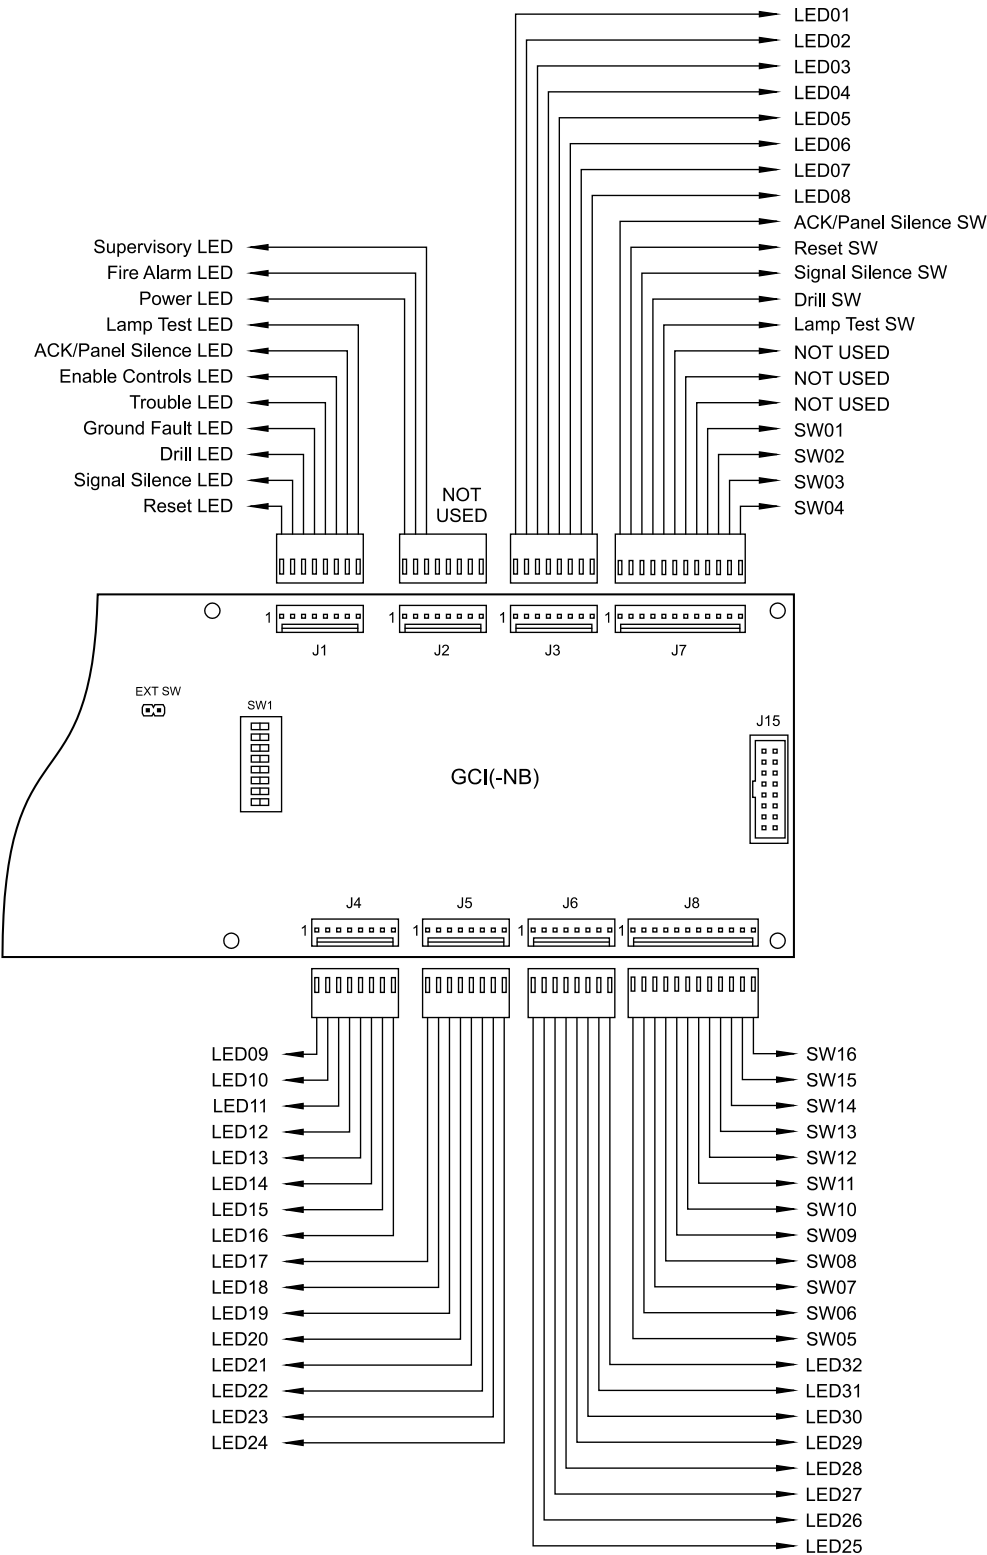 LED01
LED02
LED03
LED04
LED05
LED06
LED07
LED08
ACK/Panel Silence SW
Reset SW
Signal Silence SW
Drill SW
Lamp Test SW
NOT USED
NOT USED
NOT USED
SW01
SW02
SW03
SW04
Supervisory LED
Fire Alarm LED
Power LED
Lamp Test LED
ACK/Panel Silence LED
Enable Controls LED
Trouble LED
Ground Fault LED
Drill LED
Signal Silence LED
Reset LED
NOT
USED
1
1
1
1
J1
J2
J3
J7
EXT SW
SW1
J15
GCI(-NB)
J4
J5
J6
J8
1
1
1
1
LED09
LED10
LED11
LED12
LED13
LED14
LED15
LED16
LED17
LED18
LED19
LED20
LED21
LED22
LED23
LED24
SW16
SW15
SW14
SW13
SW12
SW11
SW10
SW09
SW08
SW07
SW06
SW05
LED32
LED31
LED30
LED29
LED28
LED27
LED26
LED25